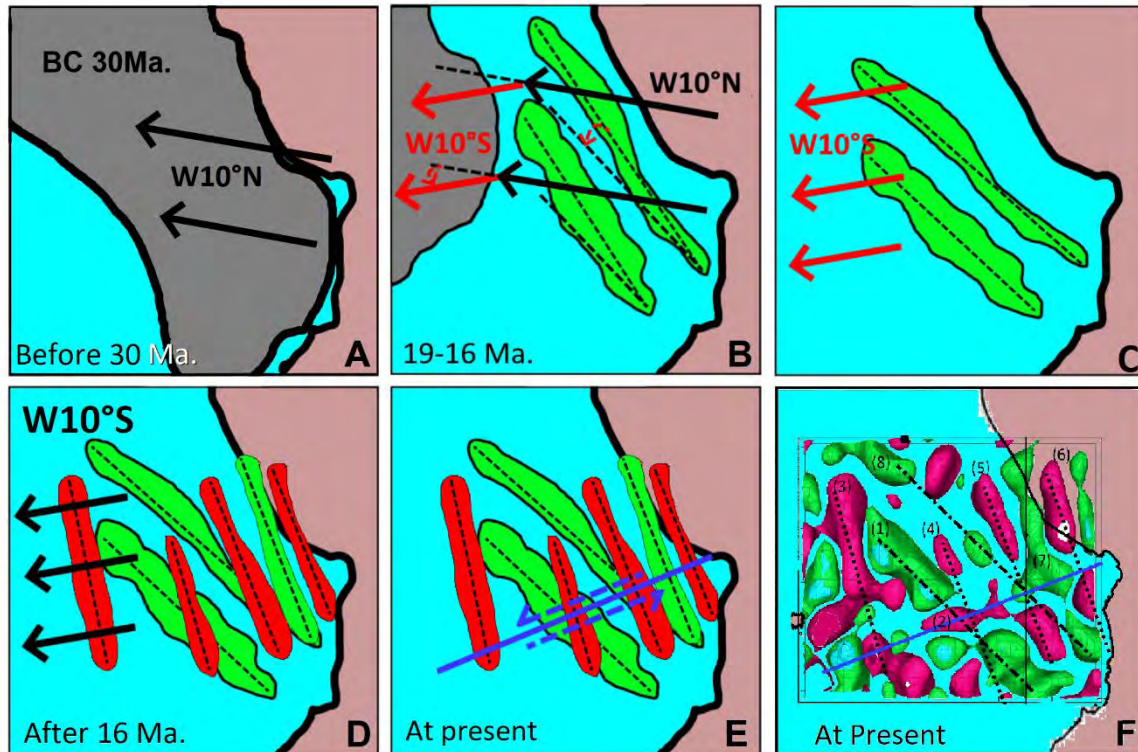 BC 30Ma.
W10°N
Before 30 Ma.
A
W10°N
W10°S
19-16 Ma.
B
W10°S
C
W10°S
After 16 Ma.
D
At present
E
(8)
(6)
(5)
(3)
(1)
(4)
(7)
(2)
At Present
F